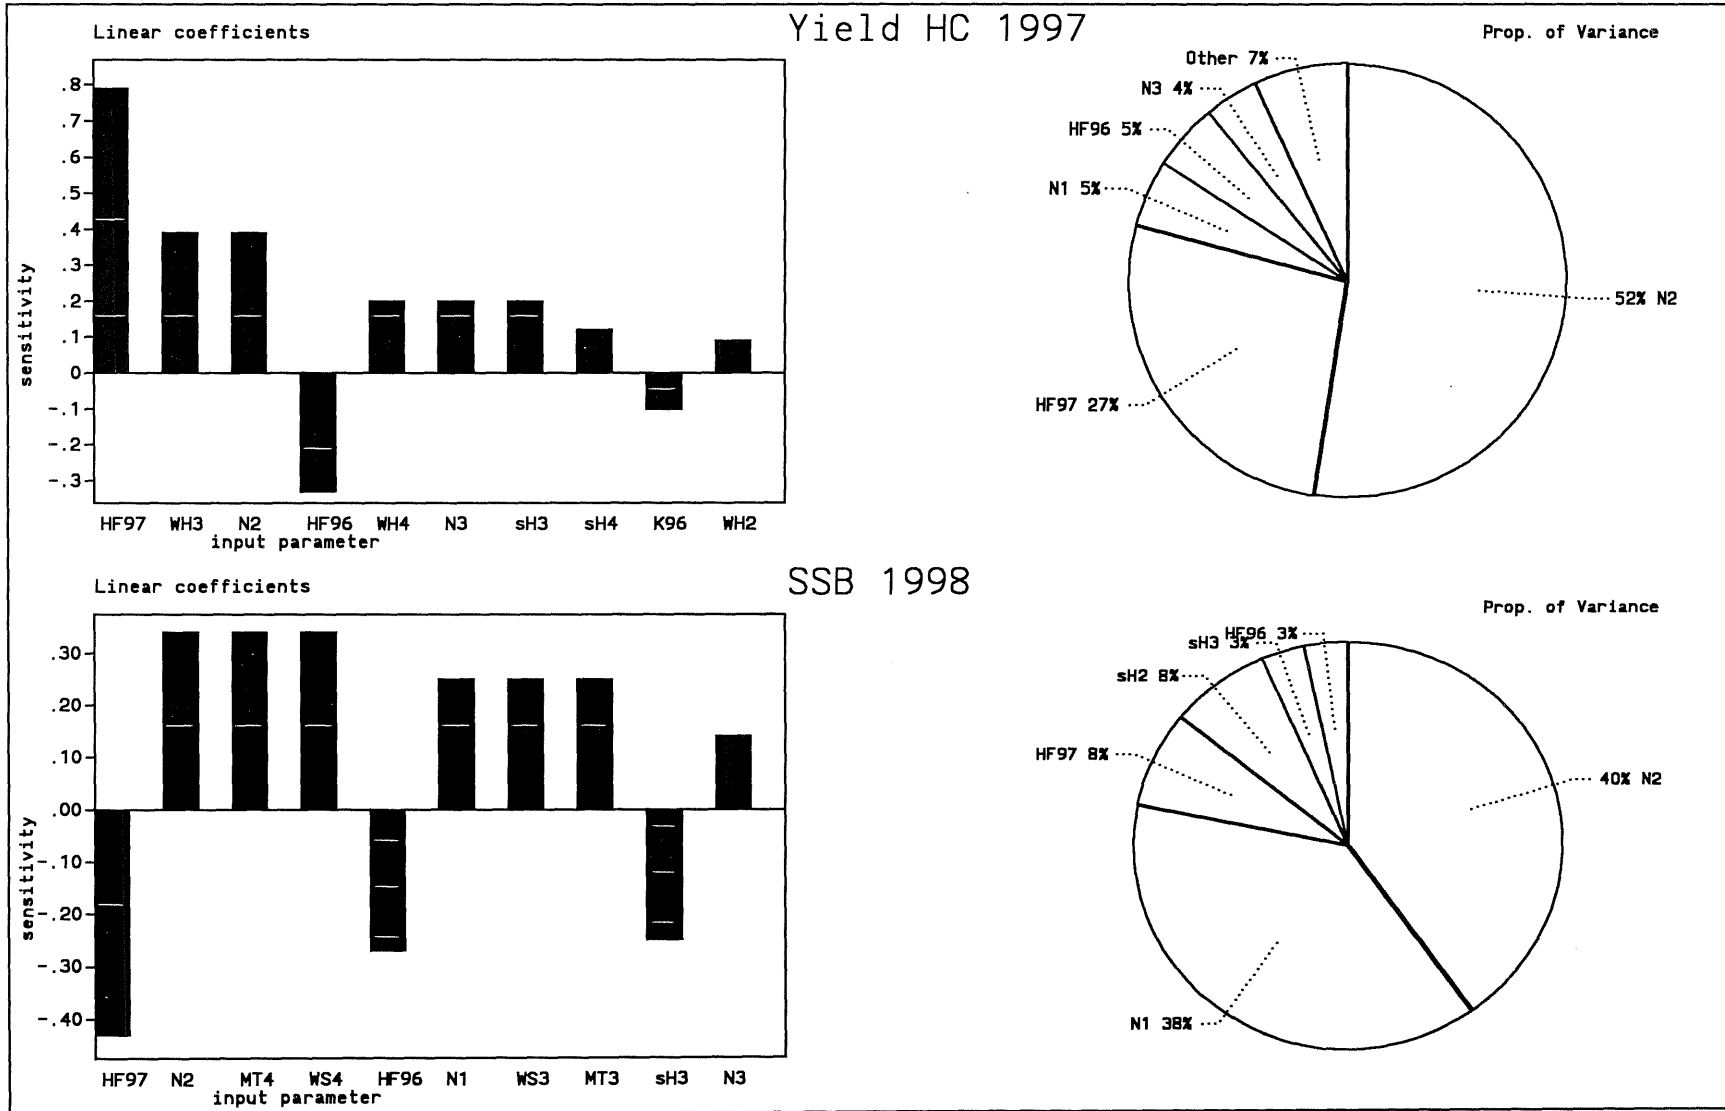 Yield HC 1997
Linear coefficients
Prop. of Variance
sensitivity
.8
.7
.6
.5
.4
.3
.2
.1
0
-.1
-.2
-.3
HF97 WH3 N2 HF96 WH4 N3 sH3 sH4 K96 WH2
input parameter
Other 7%
N3 4%
HF96 5%
N1 5%
52% N2
HF97 27%
SSB 1998
Linear coefficients
Prop. of Variance
sensitivity
.30
.20
.10
.00
-.10
-.20
-.30
-.40
HF97 N2 MT4 WS4 HF96 N1 WS3 MT3 sH3 N3
input parameter
HF96 3%
sH3 3%
sH2 8%
HF97 8%
40% N2
N1 38%